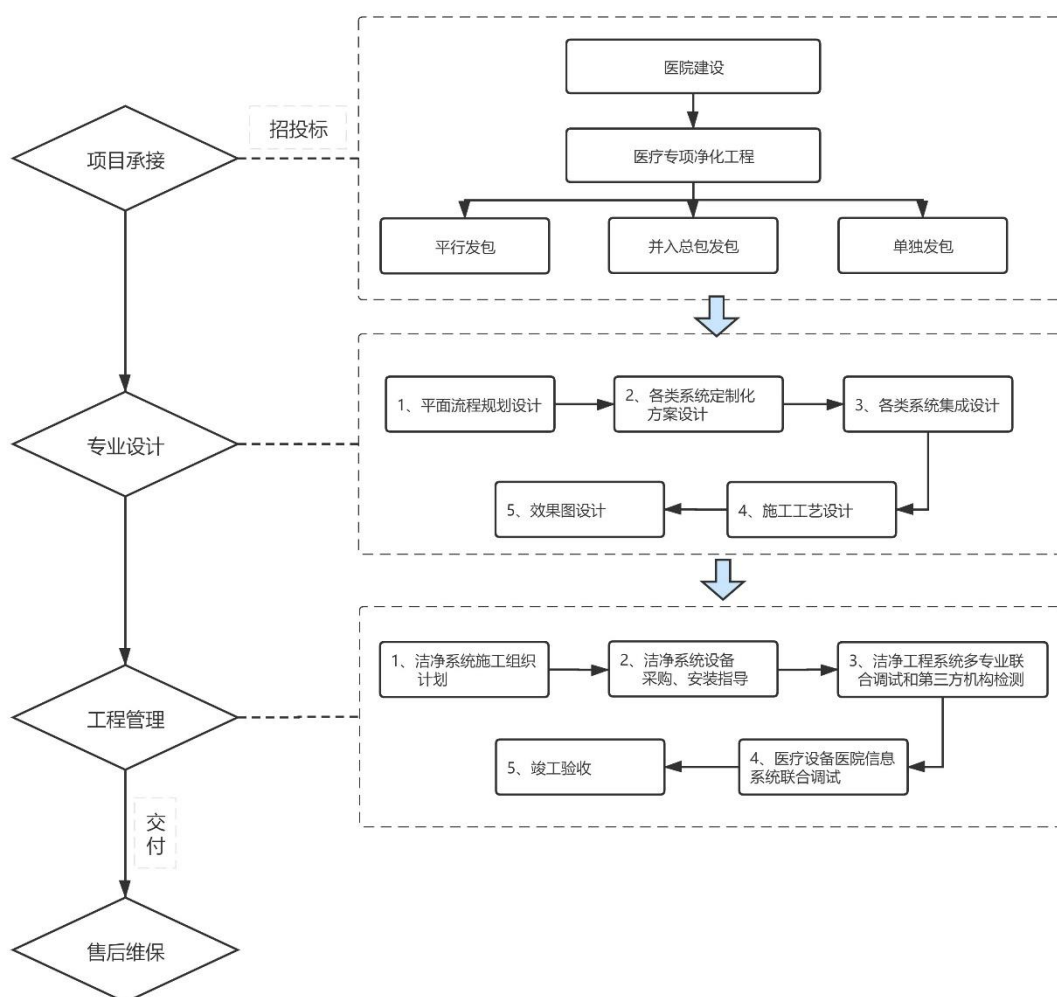 项目承接
招投标
医院建设
医疗专项净化工程
平行发包
并入总包发包
单独发包
专业设计
1、平面流程规划设计
2、各类系统定制化
方案设计
3、各类系统集成设计
4、施工工艺设计
5、效果图设计
工程管理
1、洁净系统施工组织
计划
2、洁净系统设备
采购、安装指导
3、洁净工程系统多专业联
合调试和第三方机构检测
4、医疗设备医院信息
系统联合调试
5、竣工验收
交
付
售后维保